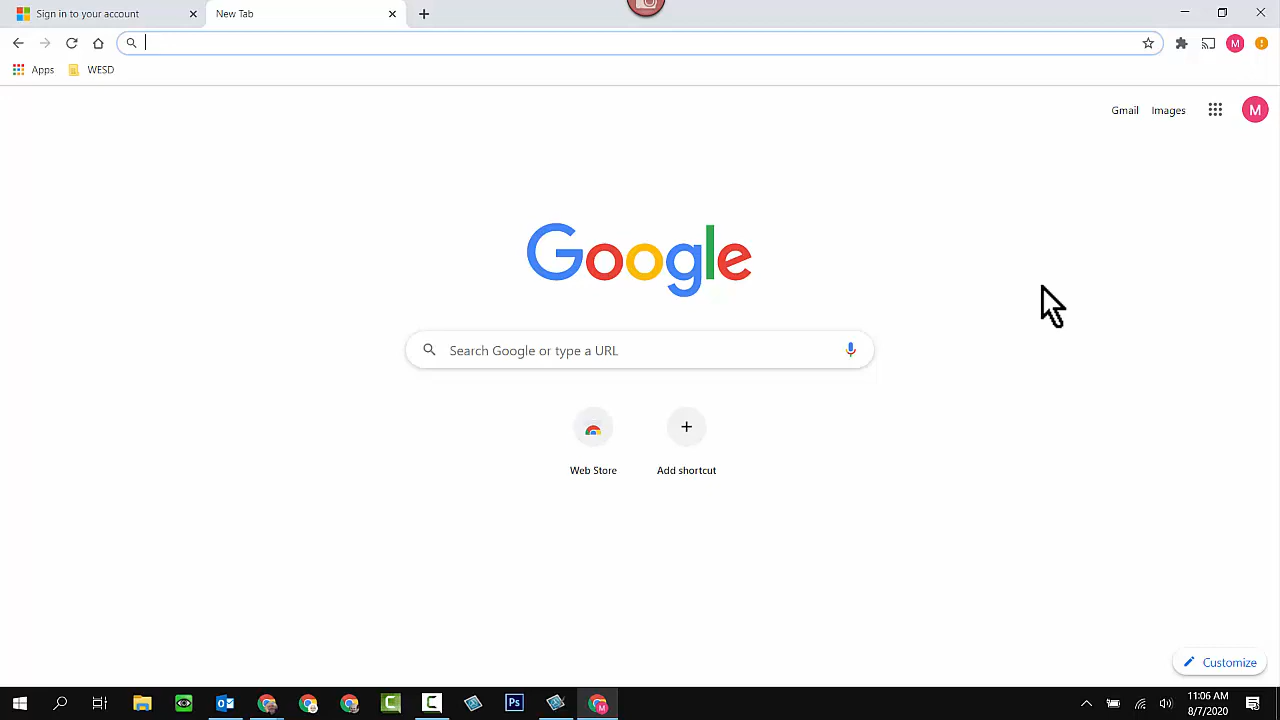 Sign in to your account
New Tab
M
Apps
WESD
Gmail
Images
M
Google
Search Google or type a URL
Web Store
Add shortcut
Customize
Ps
M
11:06 AM
8/7/2020